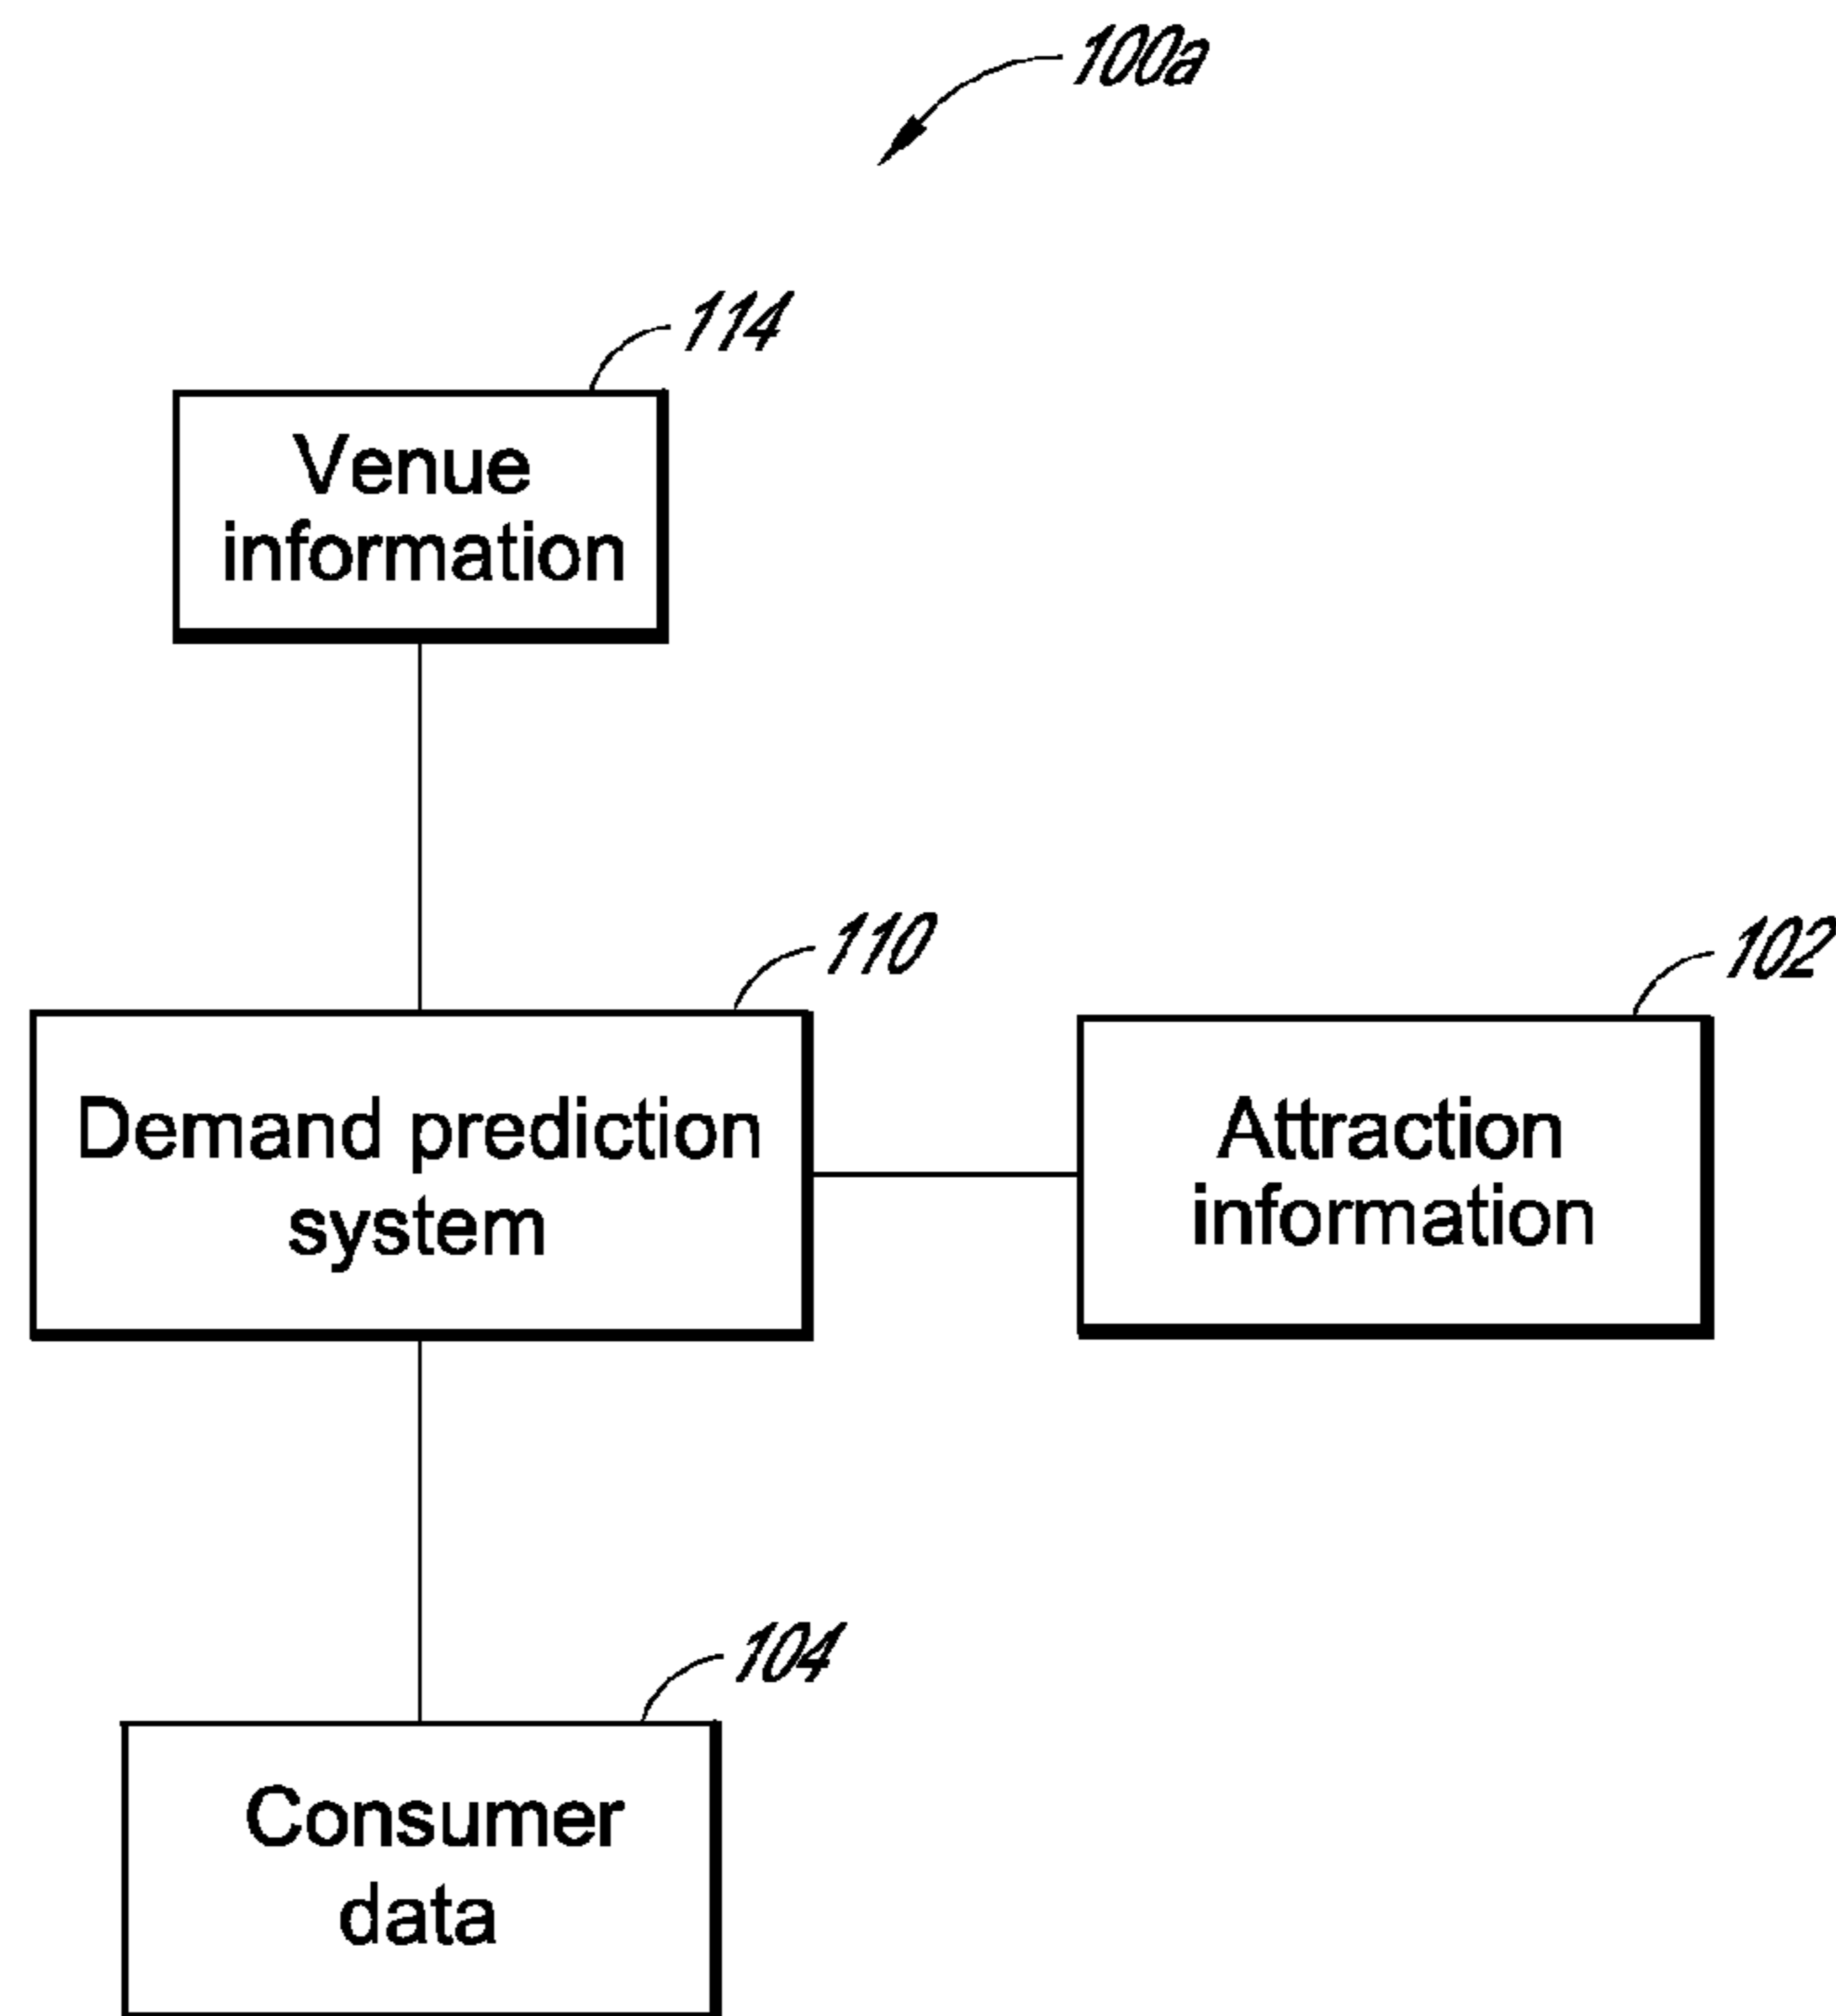 100a
114
Venue
information
110
102
Demand prediction
system
Attraction
information
104
Consumer
data